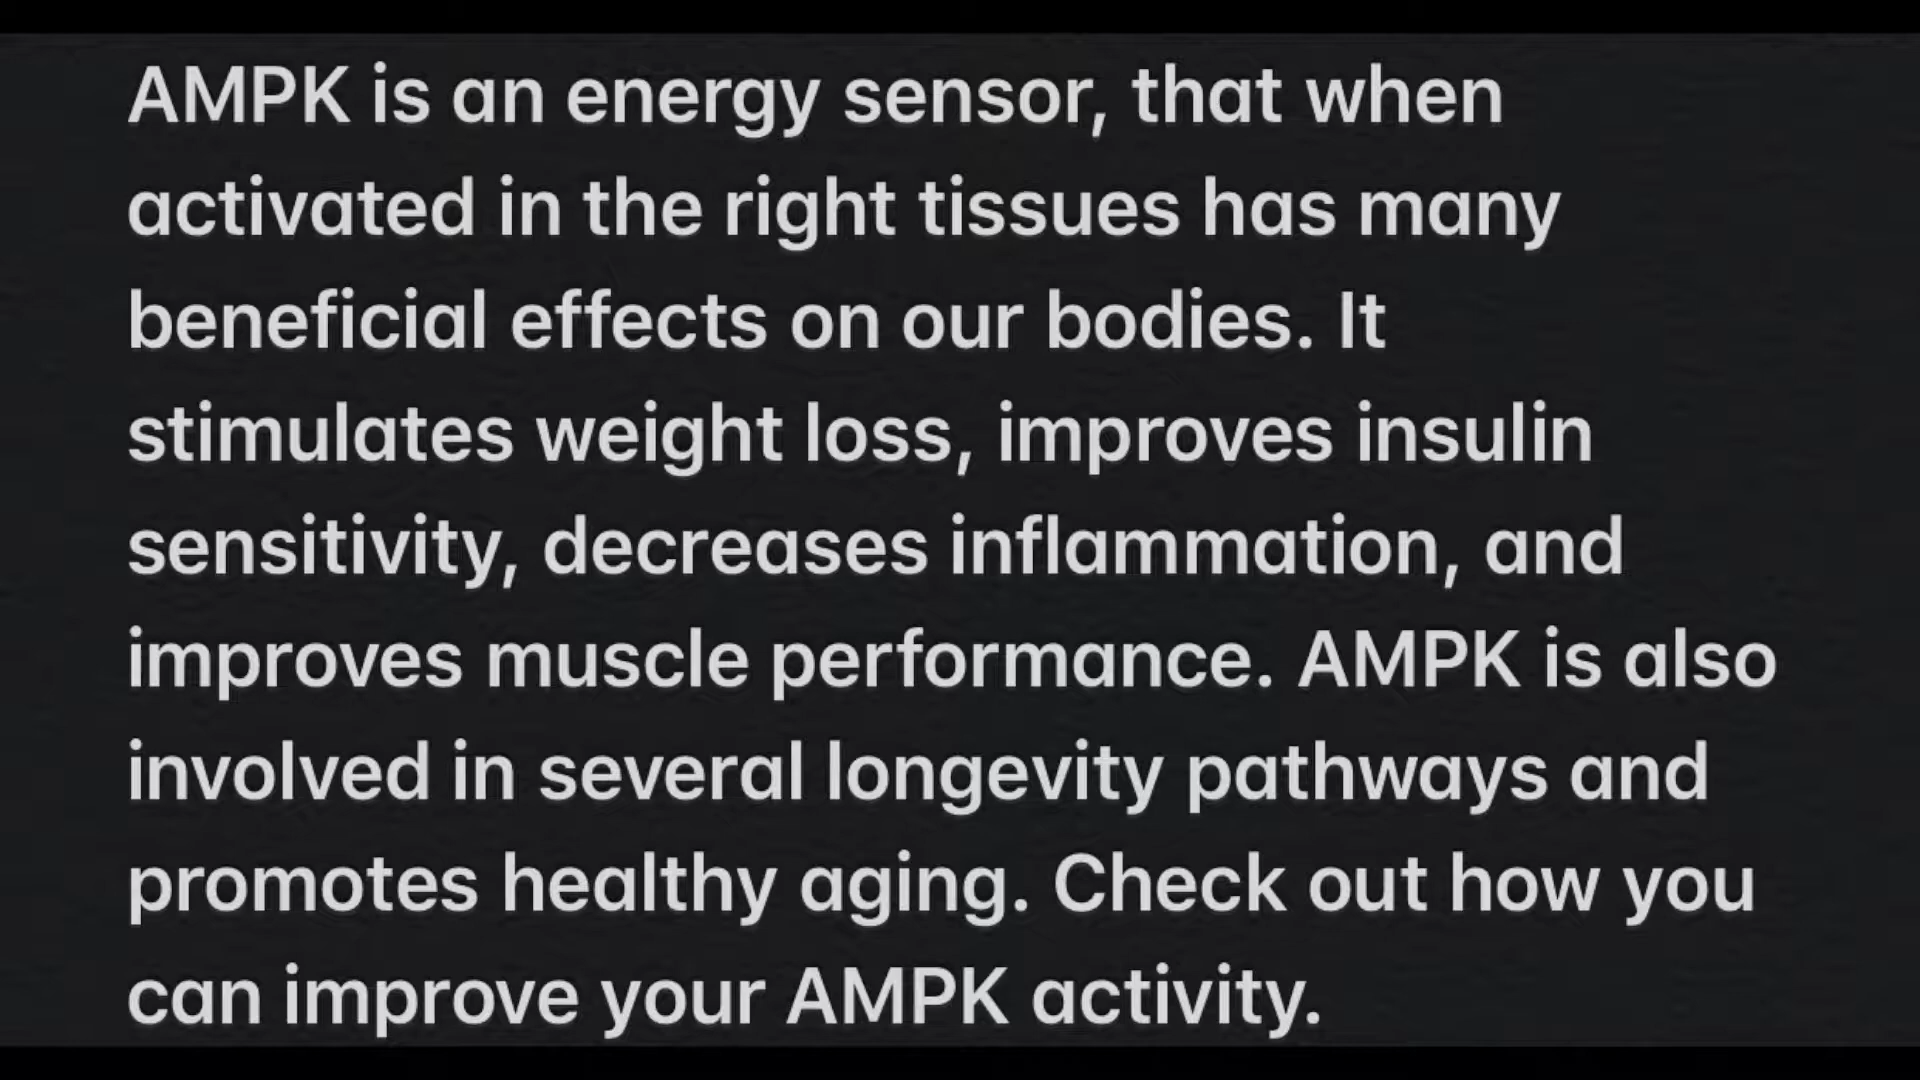 AMPK is an energy sensor, that when
activated in the right tissues has many
beneficial effects on our bodies. It
stimulates weight loss, improves insulin
sensitivity, decreases inflammation, and
improves muscle performance. AMPK is also
involved in several longevity pathways and
promotes healthy aging. Check out how you
can improve your AMPK activity.